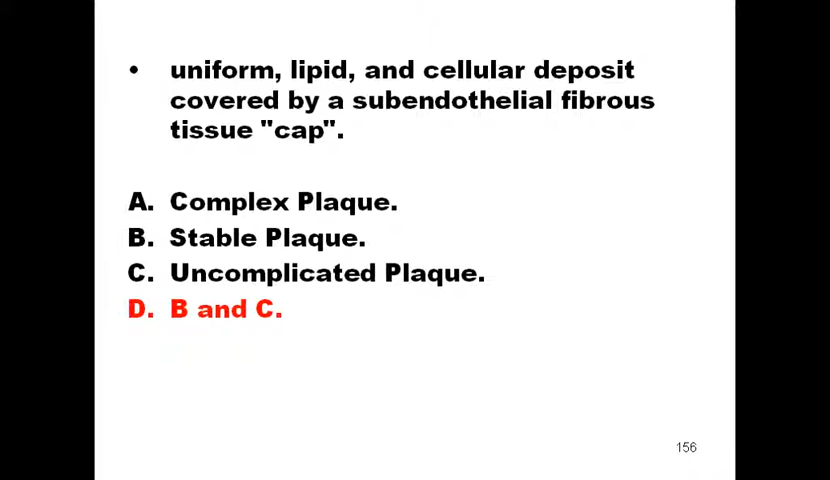 • uniform, lipid, and cellular deposit
covered by a subendothelial fibrous
tissue "cap".
A. Complex Plaque.
B. Stable Plaque.
C. Uncomplicated Plaque.
D. B and C.
156